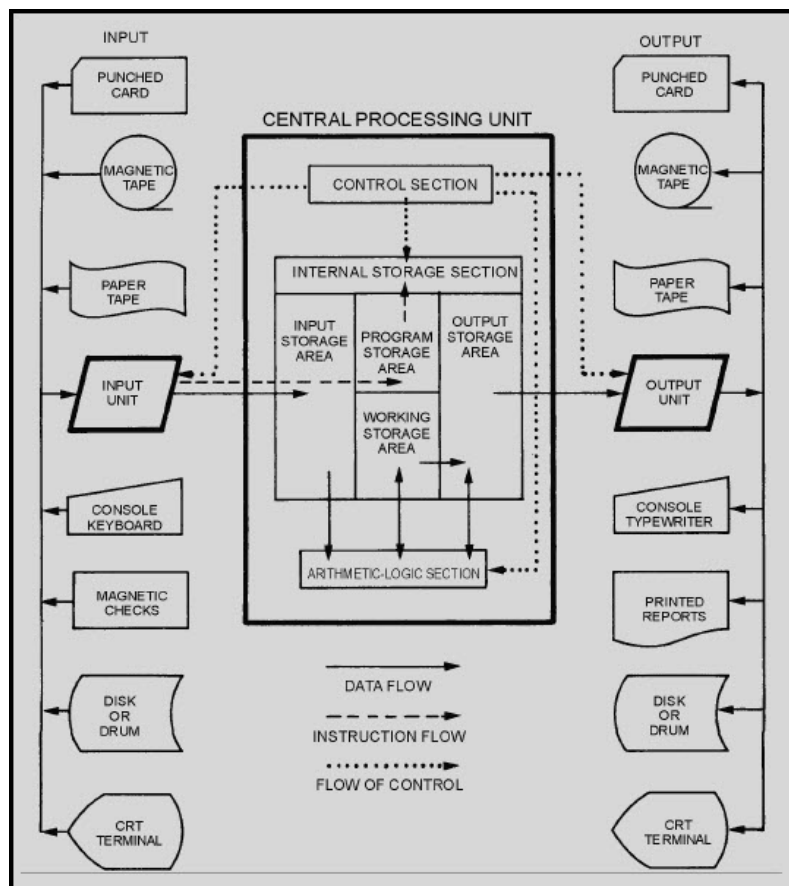 INPUT
PUNCHED
CARD
MAGNETIC
TAPE
PAPER
TAPE
INPUT
UNIT
CONSOLE
KEYBOARD
MAGNETIC
CHECKS
DISK
OR
DRUM
CRT
TERMINAL
CENTRAL PROCESSING UNIT
CONTROL SECTION
INTERNAL STORAGE SECTION
INPUT
STORAGE
AREA
PROGRAM
STORAGE
AREA
WORKING
STORAGE
AREA
OUTPUT
STORAGE
AREA
ARITHMETIC-LOGIC SECTION
DATA FLOW
INSTRUCTION FLOW
FLOW OF CONTROL
OUTPUT
PUNCHED
CARD
MAGNETIC
TAPE
PAPER
TAPE
OUTPUT
UNIT
CONSOLE
TYPEWRITER
PRINTED
REPORTS
DISK
OR
DRUM
CRT
TERMINAL